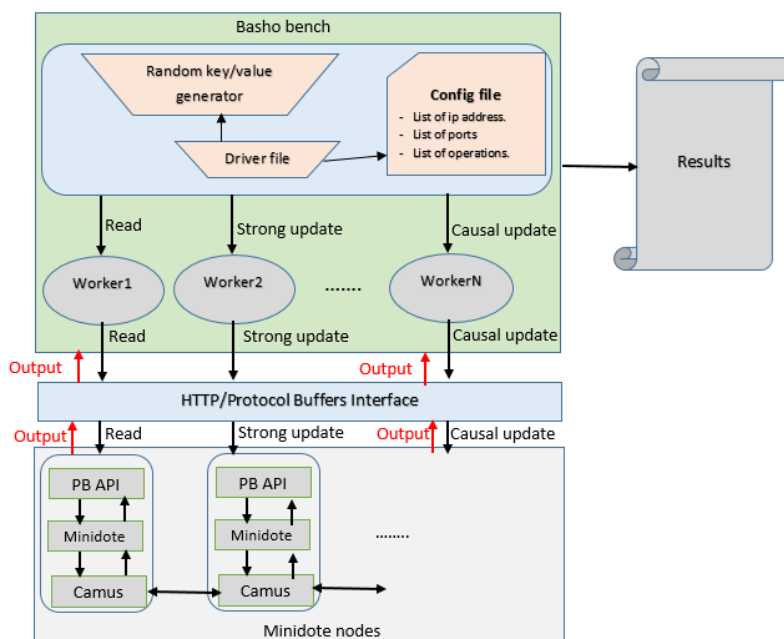 Basho bench
Random key/value
generator
Config file
- List of ip address.
- List of ports
- List of operations.
Driver file
Results
Read
Strong update
Causal update
Worker1
Worker2
.......
WorkerN
Read
Strong update
Causal update
Output
Output
HTTP/Protocol Buffers Interface
Output
Read
Strong update
Output
Causal update
PB API
PB API
Minidote
Minidote
........
Camus
Camus
Minidote nodes